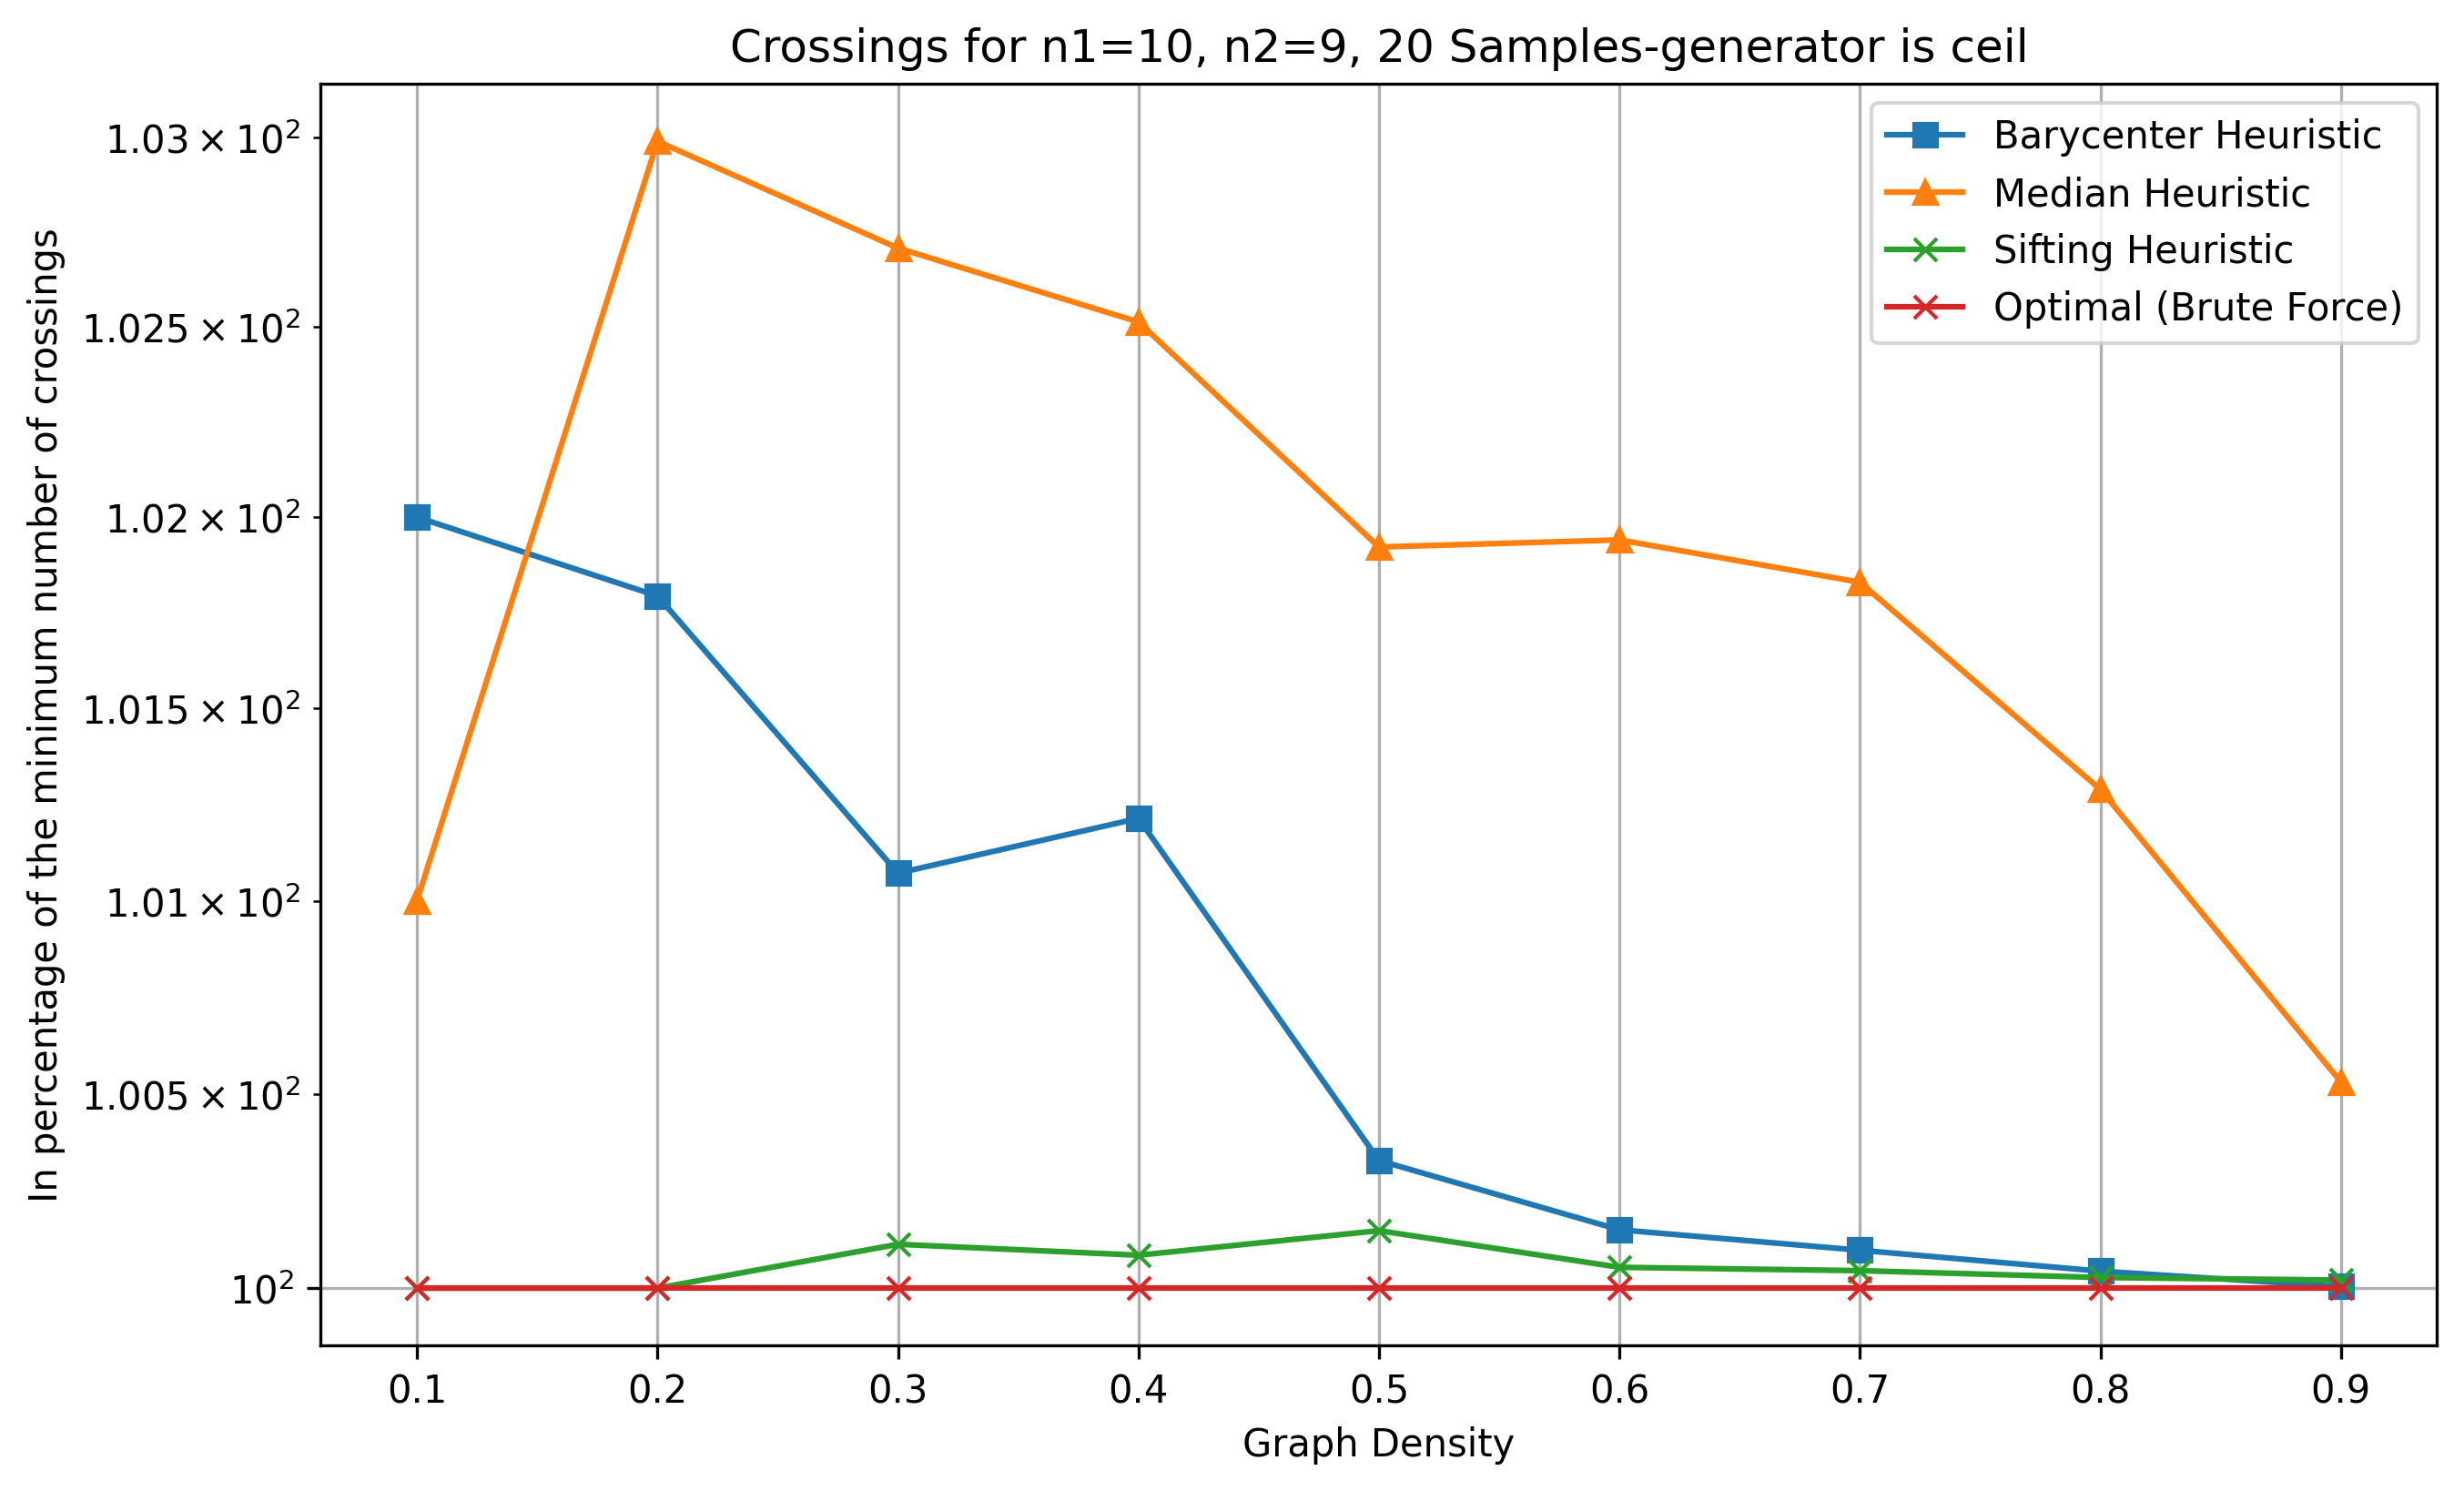 Crossings for n1=10, n2=9, 20 Samples-generator is ceil
In percentage of the minimum number of crossings
1.03 × 10²
1.025 × 10²
1.02 × 10²
1.015 × 10²
1.01 × 10²
1.005 × 10²
10²
Barycenter Heuristic
Median Heuristic
Sifting Heuristic
Optimal (Brute Force)
0.1 0.2 0.3 0.4 0.5 0.6 0.7 0.8 0.9
Graph Density